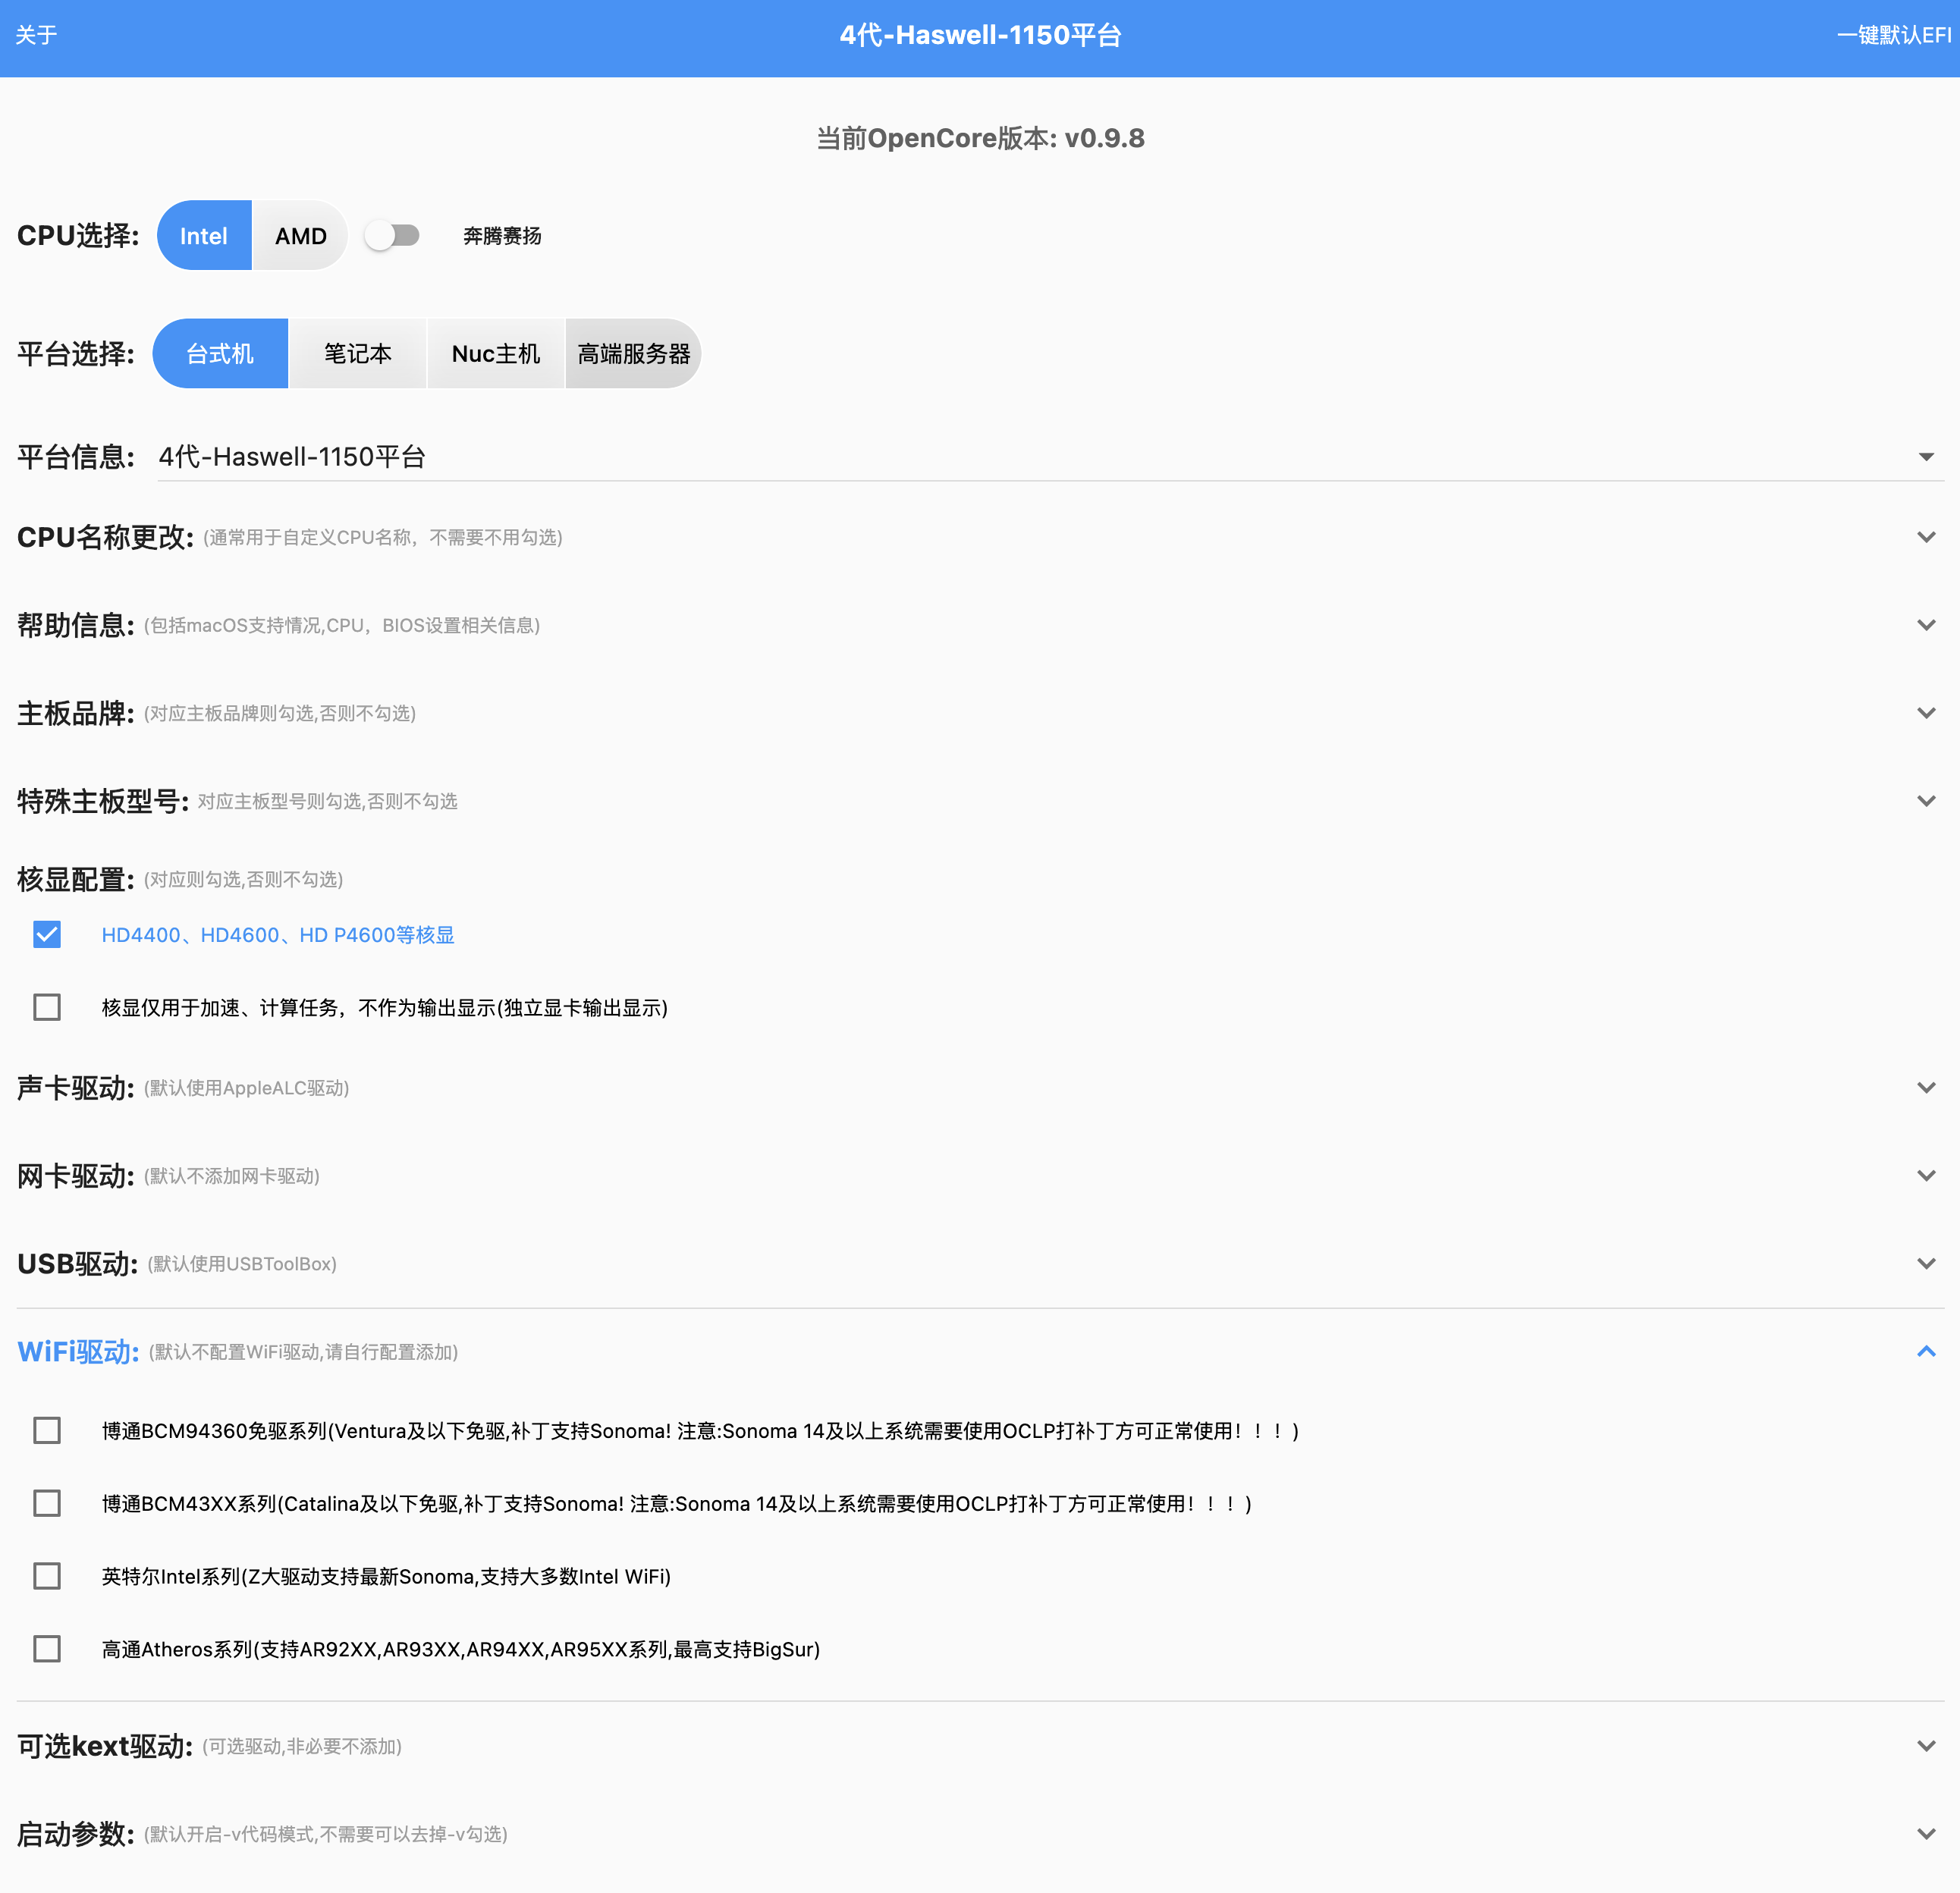 关于
4代-Haswell-1150平台
一键默认EFI
当前OpenCore版本: v0.9.8
CPU选择: Intel AMD 奔腾赛扬
平台选择: 台式机 笔记本 Nuc主机 高端服务器
平台信息: 4代-Haswell-1150平台
CPU名称更改: (通常用于自定义CPU名称，不需要不用勾选)
帮助信息: (包括macOS支持情况,CPU，BIOS设置相关信息)
主板品牌: (对应主板品牌则勾选,否则不勾选)
特殊主板型号: 对应主板型号则勾选,否则不勾选
核显配置: (对应则勾选,否则不勾选)
HD4400、HD4600、HD P4600等核显
核显仅用于加速、计算任务，不作为输出显示(独立显卡输出显示)
声卡驱动: (默认使用AppleALC驱动)
网卡驱动: (默认不添加网卡驱动)
USB驱动: (默认使用USBToolBox)
WiFi驱动: (默认不配置WiFi驱动,请自行配置添加)
博通BCM94360免驱系列(Ventura及以下免驱,补丁支持Sonoma! 注意:Sonoma 14及以上系统需要使用OCLP打补丁方可正常使用！！！)
博通BCM43XX系列(Catalina及以下免驱,补丁支持Sonoma! 注意:Sonoma 14及以上系统需要使用OCLP打补丁方可正常使用！！！)
英特尔Intel系列(Z大驱动支持最新Sonoma,支持大多数Intel WiFi)
高通Atheros系列(支持AR92XX,AR93XX,AR94XX,AR95XX系列,最高支持BigSur)
可选kext驱动: (可选驱动,非必要不添加)
启动参数: (默认开启-v代码模式,不需要可以去掉-v勾选)